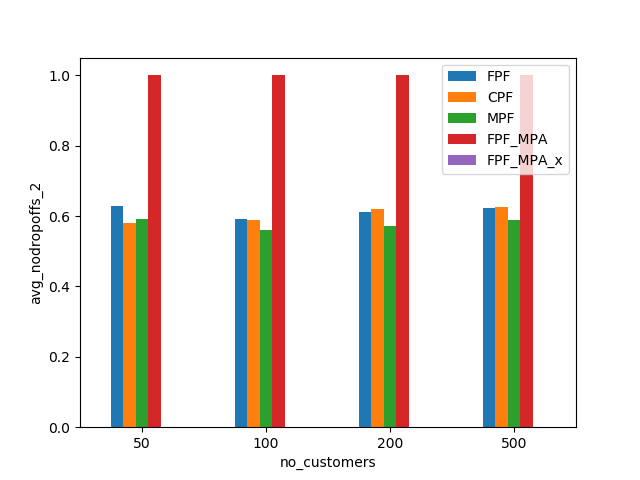 1.0
0.8
0.6
0.4
0.2
0.0
avg_nodropoffs_2
FPF
CPF
MPF
FPF_MPA
FPF_MPA_x
50 100 200 500
no_customers